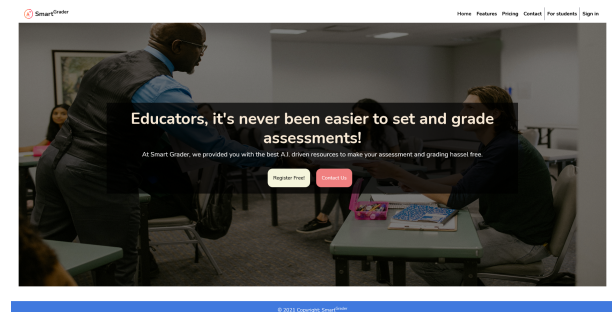 A⁺ SmartGrader
Home Features Pricing Contact For students Sign in
Educators, it's never been easier to set and grade
assessments!
At Smart Grader, we provided you with the best A.I. driven resources to make your assessment and grading hassel free.
Register Free! Contact Us
© 2021 Copyright: SmartGrader